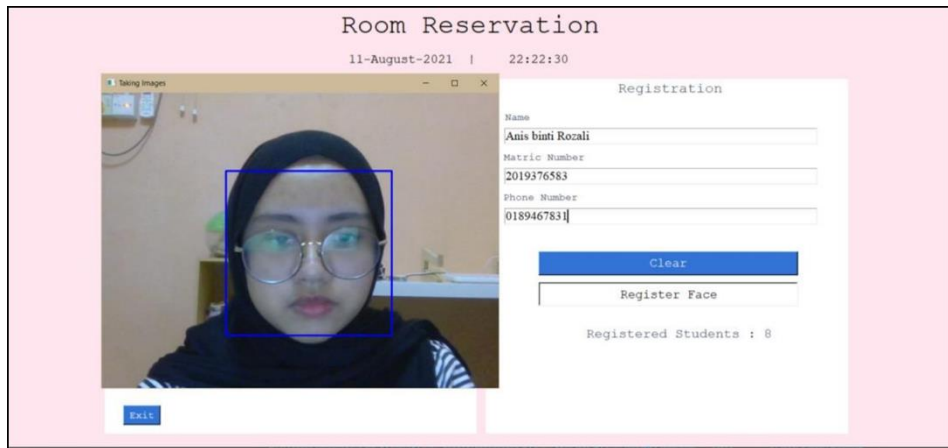 Room Reservation
11-August-2021 | 22:22:30
Taking Images
Registration
Name
Anis binti Rozali
Matric Number
2019376583
Phone Number
0189467831
Clear
Register Face
Registered Students : 8
Exit